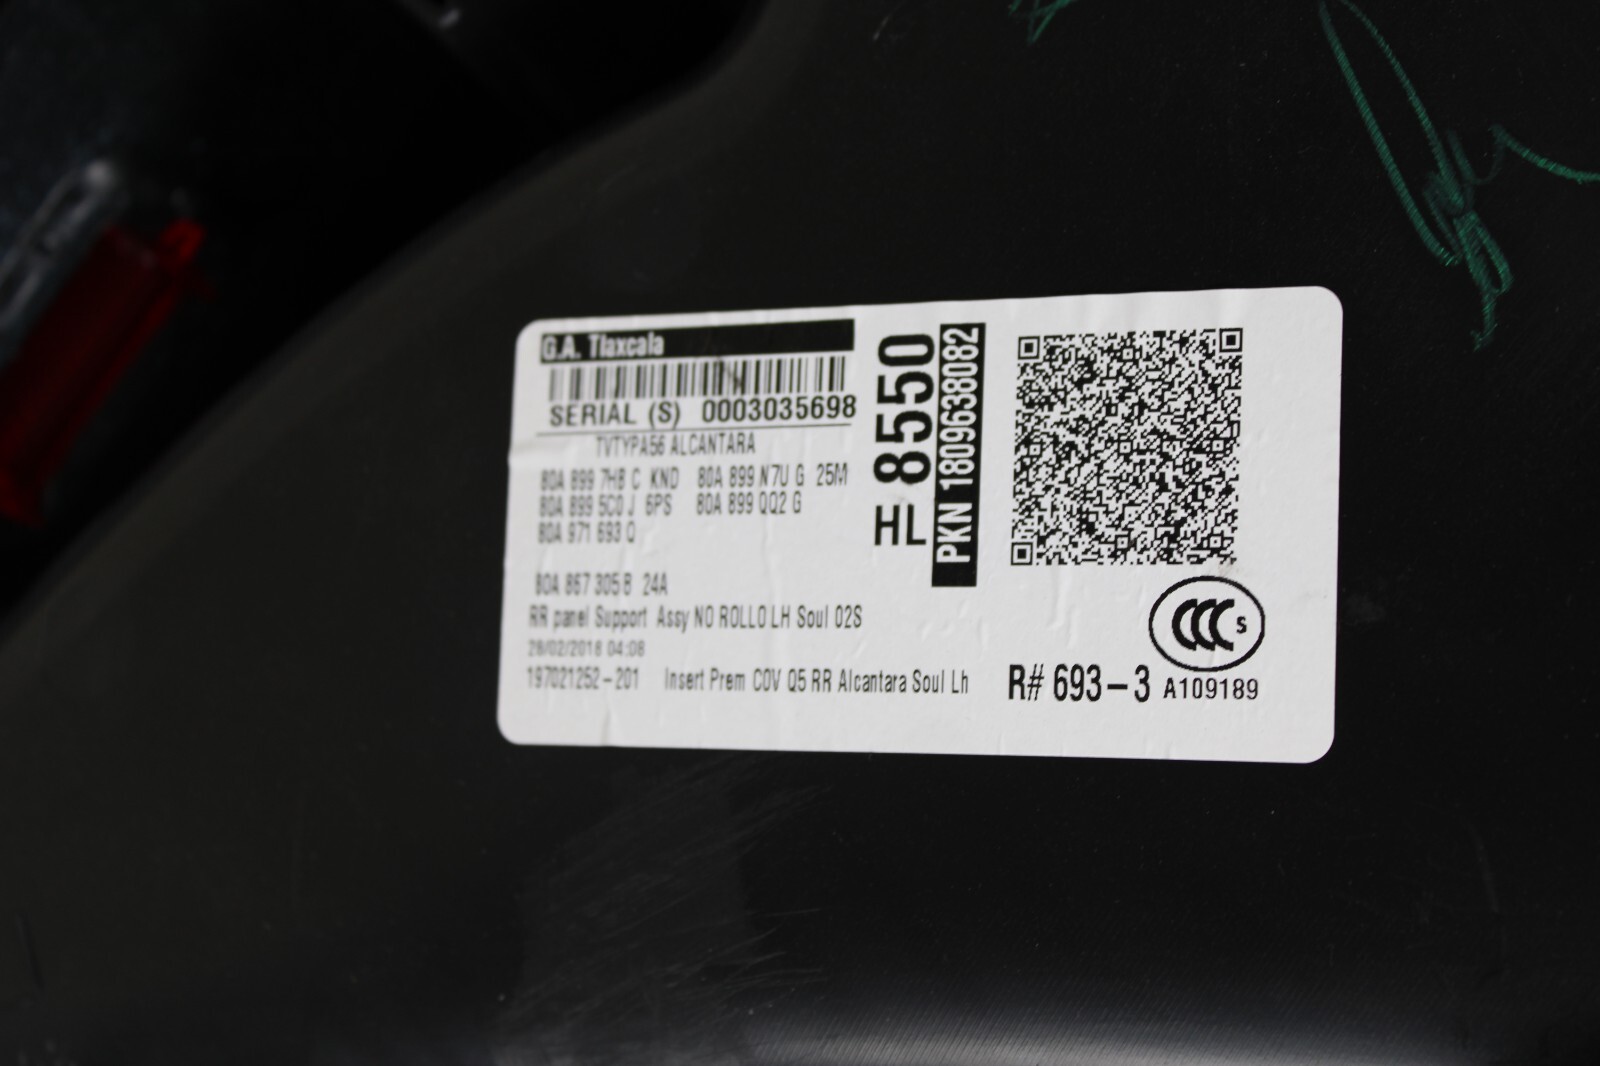 G.A. Tlaxcala
SERIAL (S) 0003035698
TVTYPA56 ALCANTARA
80A 899 7HB C KND 80A 899 N7U G 25M
80A 899 5C0 J 6PS 80A 899 QQ2 G
80A 971 693 Q
80A 867 305 B 24A
RR panel Support Assy NO ROLLO LH Soul 02S
28/02/2018 04:08
197021252-201 Insert Prem COV Q5 RR Alcantara Soul Lh
8550
PKN 1809638082
CCC S
R# 693-3 A109189